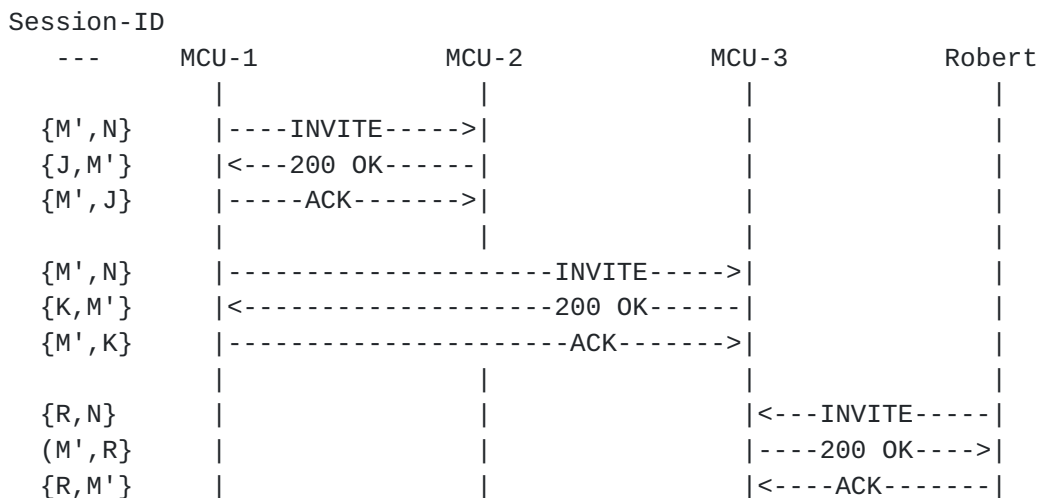 Session-ID
   ---     MCU-1            MCU-2            MCU-3          Robert
             |                |                |               |
  {M',N}     |----INVITE----->|                |               |
  {J,M'}     |<---200 OK------|                |               |
  {M',J}     |-----ACK------->|                |               |
             |                |                |               |
  {M',N}     |---------------------INVITE----->|               |
  {K,M'}     |<--------------------200 OK------|               |
  {M',K}     |----------------------ACK------->|               |
             |                |                |               |
  {R,N}      |                |                |<---INVITE-----|
  (M',R}     |                |                |----200 OK---->|
  {R,M'}     |                |                |<----ACK-------|